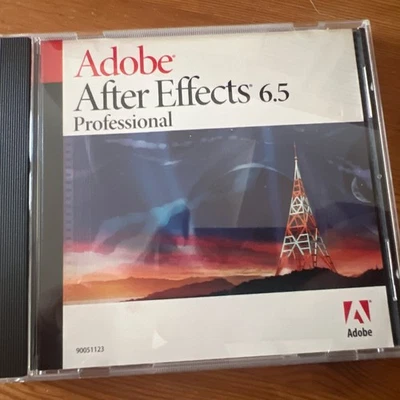 Adobe®
After Effects® 6.5
Professional
Adobe
90051123